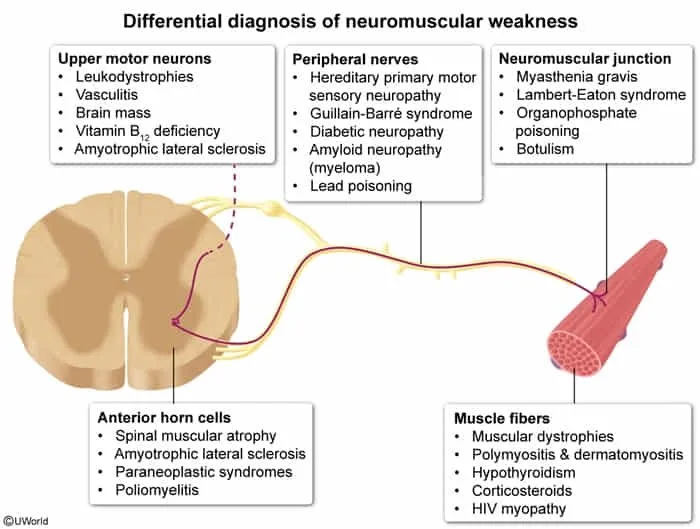 Differential diagnosis of neuromuscular weakness
Upper motor neurons
• Leukodystrophies
• Vasculitis
• Brain mass
• Vitamin B12 deficiency
• Amyotrophic lateral sclerosis
Peripheral nerves
• Hereditary primary motor
sensory neuropathy
• Guillain-Barré syndrome
• Diabetic neuropathy
• Amyloid neuropathy
(myeloma)
• Lead poisoning
Neuromuscular junction
• Myasthenia gravis
• Lambert-Eaton syndrome
• Organophosphate
poisoning
• Botulism
Anterior horn cells
• Spinal muscular atrophy
• Amyotrophic lateral sclerosis
• Paraneoplastic syndromes
• Poliomyelitis
Muscle fibers
• Muscular dystrophies
• Polymyositis & dermatomyositis
• Hypothyroidism
• Corticosteroids
• HIV myopathy
©UWorld